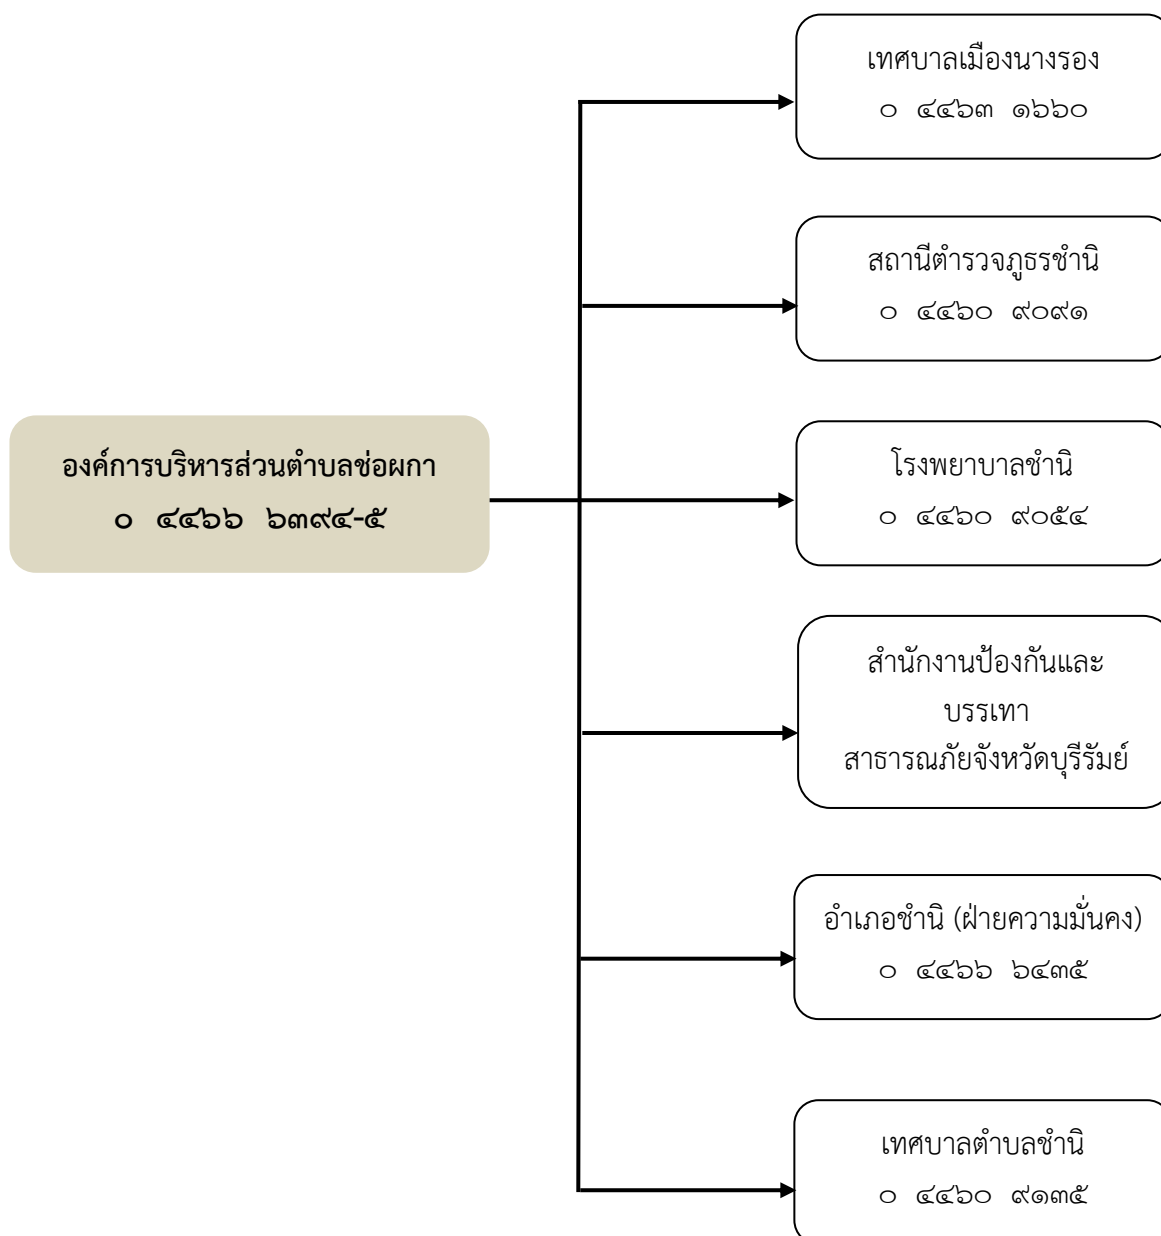 เทศบาลเมืองนางรอง
๐ ๔๔๖๓ ๑๖๖๐
สถานีตำรวจภูธรชำนิ
๐ ๔๔๖๐ ๙๐๙๑
องค์การบริหารส่วนตำบลช่อผกา
๐ ๔๔๖๖ ๖๓๙๔-๕
โรงพยาบาลชำนิ
๐ ๔๔๖๐ ๙๐๕๔
สำนักงานป้องกันและ
บรรเทา
สาธารณภัยจังหวัดบุรีรัมย์
อำเภอชำนิ (ฝ่ายความมั่นคง)
๐ ๔๔๖๖ ๖๔๓๕
เทศบาลตำบลชำนิ
๐ ๔๔๖๐ ๙๑๓๕